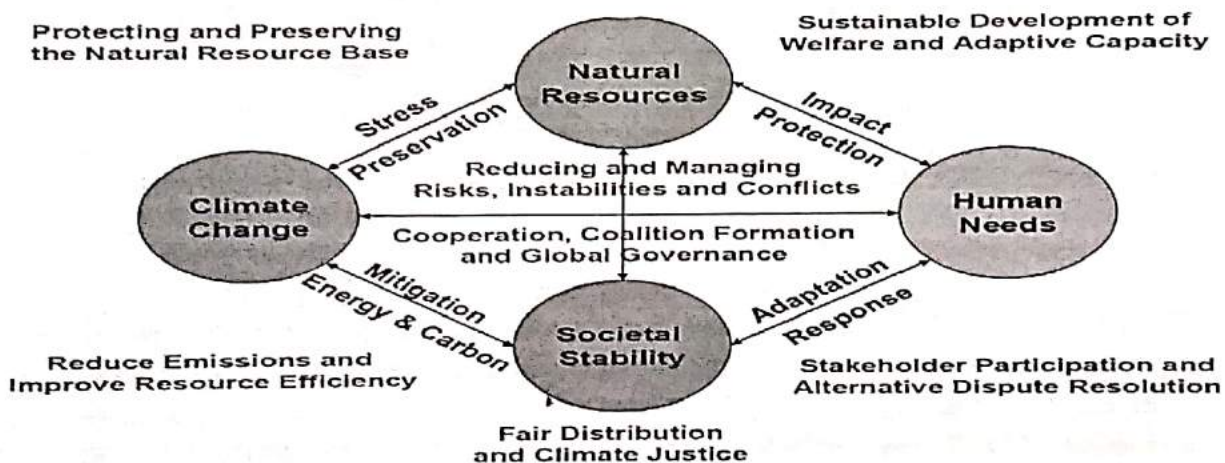 Protecting and Preserving
the Natural Resource Base
Sustainable Development of
Welfare and Adaptive Capacity
Natural
Resources
Stress
Preservation
Impact
Protection
Reducing and Managing
Risks, Instabilities and Conflicts
Climate
Change
Human
Needs
Cooperation, Coalition Formation
and Global Governance
Mitigation
Energy & Carbon
Adaptation
Response
Societal
Stability
Reduce Emissions and
Improve Resource Efficiency
Stakeholder Participation and
Alternative Dispute Resolution
Fair Distribution
and Climate Justice